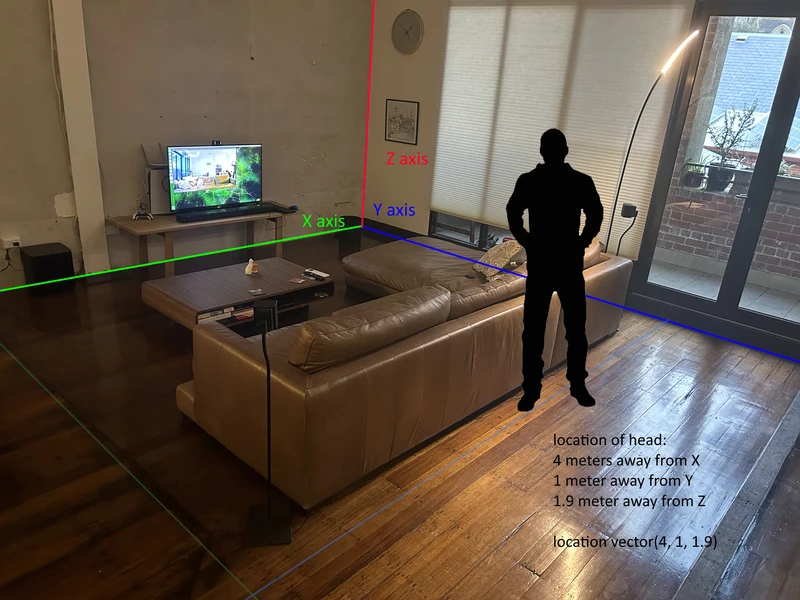 Z axis
Y axis
X axis
location of head:
4 meters away from X
1 meter away from Y
1.9 meter away from Z
location vector(4, 1, 1.9)